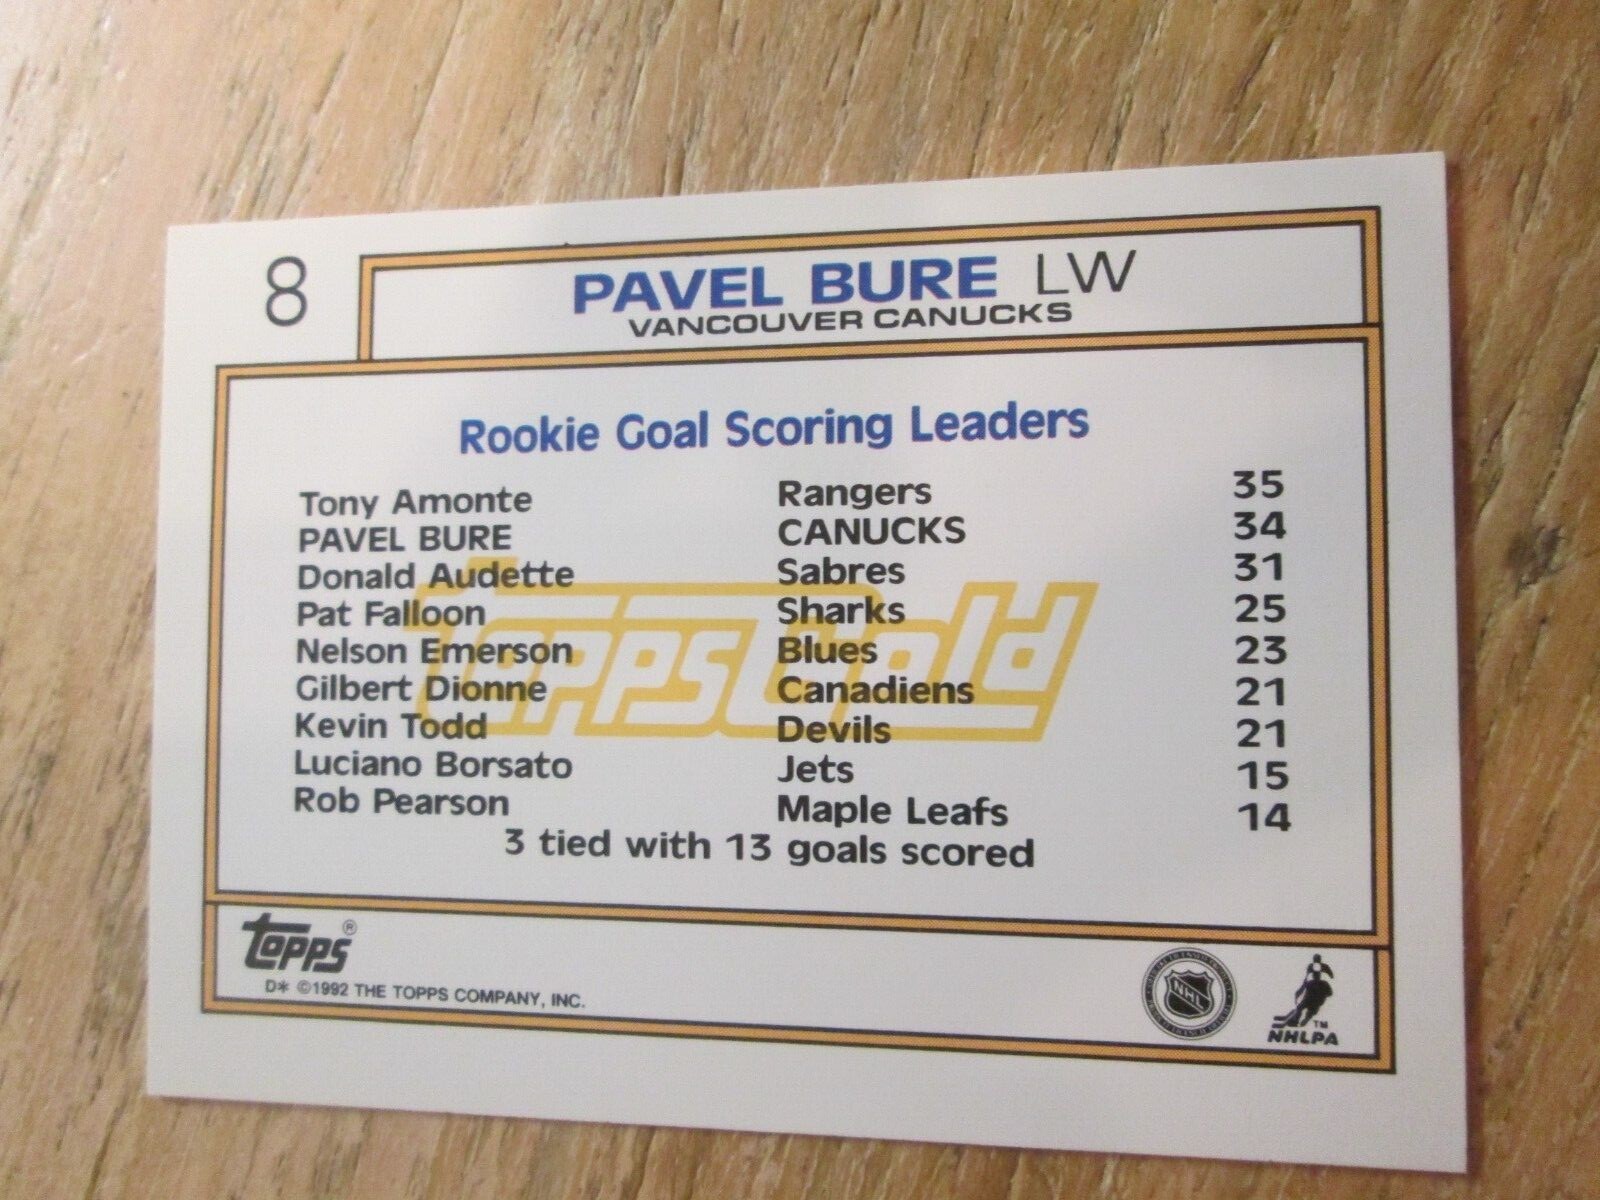 8
PAVEL BURE LW
VANCOUVER CANUCKS
Rookie Goal Scoring Leaders
Tony Amonte Rangers 35
PAVEL BURE CANUCKS 34
Donald Audette Sabres 31
Pat Falloon Sharks 25
Nelson Emerson Blues 23
Gilbert Dionne Canadiens 21
Kevin Todd Devils 21
Luciano Borsato Jets 15
Rob Pearson Maple Leafs 14
3 tied with 13 goals scored
ToppsGold
Topps®
D* ©1992 THE TOPPS COMPANY, INC.
NHL
TM
NHLPA